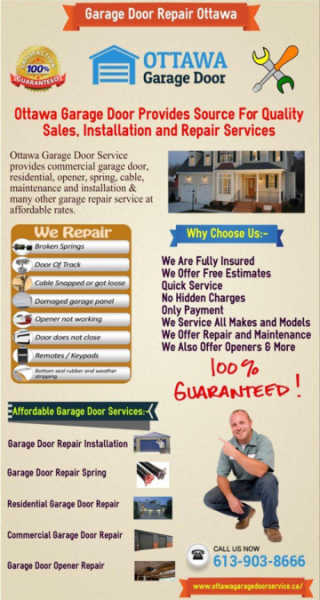 Garage Door Repair Ottawa
100%
GUARANTEED
OTTAWA
Garage Door
Ottawa Garage Door Provides Source For Quality
Sales, Installation and Repair Services
Ottawa Garage Door Service
provides commercial garage door,
residential, opener, spring, cable,
maintenance and installation &
many other garage repair service at
affordable rates.
We Repair
Broken Springs
Door Of Track
Cable Snapped or got loose
Damaged garage panel
Opener not working
Door does not close
Remotes / Keypads
Bottom seal rubber and weather
stripping
Why Choose Us:-
We Are Fully Insured
We Offer Free Estimates
Quick Service
No Hidden Charges
Only Payment
We Service All Makes and Models
We Offer Repair and Maintenance
We Also Offer Openers & More
100%
GUARANTEED!
Affordable Garage Door Services:-
Garage Door Repair Installation
Garage Door Repair Spring
Residential Garage Door Repair
Commercial Garage Door Repair
Garage Door Opener Repair
CALL US NOW
613-903-8666
www.ottawagaragedoorservice.ca/